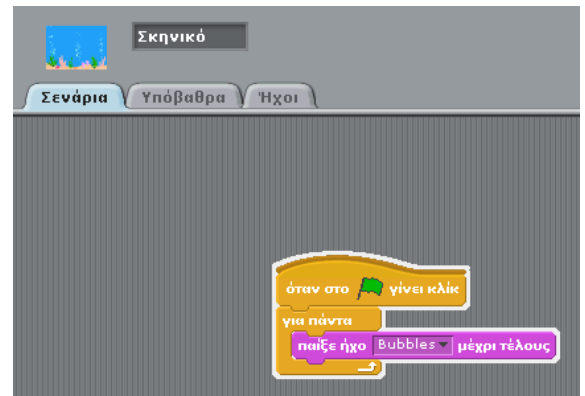 Σκηνικό
Σενάρια Υπόβαθρα Ήχοι
όταν στο γίνει κλίκ
για πάντα
παίξε ήχο Bubbles μέχρι τέλους